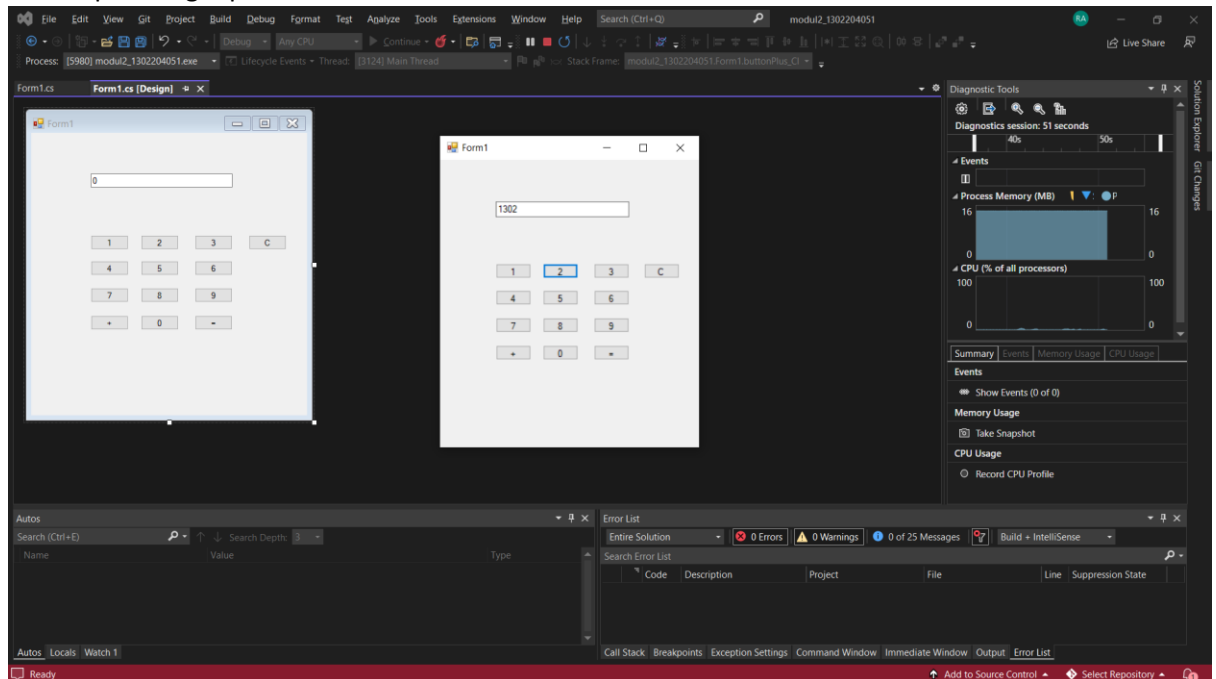 File Edit View Git Project Build Debug Format Test Analyze Tools Extensions Window Help Search (Ctrl+Q) modul2_1302204051 RA
Debug Any CPU Continue Live Share
Process: [5980] modul2_1302204051.exe Lifecycle Events Thread: [3124] Main Thread Stack Frame: modul2_1302204051.Form1.buttonPlus_Cl
Form1.cs Form1.cs [Design]
Form1
0
1 2 3 C
4 5 6
7 8 9
+ 0 =
Form1
1302
1 2 3 C
4 5 6
7 8 9
+ 0 =
Diagnostic Tools
Diagnostics session: 51 seconds
40s 50s
Events
Process Memory (MB) P
16 16
0 0
CPU (% of all processors)
100 100
0 0
Summary Events Memory Usage CPU Usage
Events
Show Events (0 of 0)
Memory Usage
Take Snapshot
CPU Usage
Record CPU Profile
Solution Explorer
Git Changes
Autos
Search (Ctrl+E) Search Depth: 3
Name Value Type
Autos Locals Watch 1
Error List
Entire Solution 0 Errors 0 Warnings 0 of 25 Messages Build + IntelliSense
Search Error List
Code Description Project File Line Suppression State
Call Stack Breakpoints Exception Settings Command Window Immediate Window Output Error List
Ready Add to Source Control Select Repository